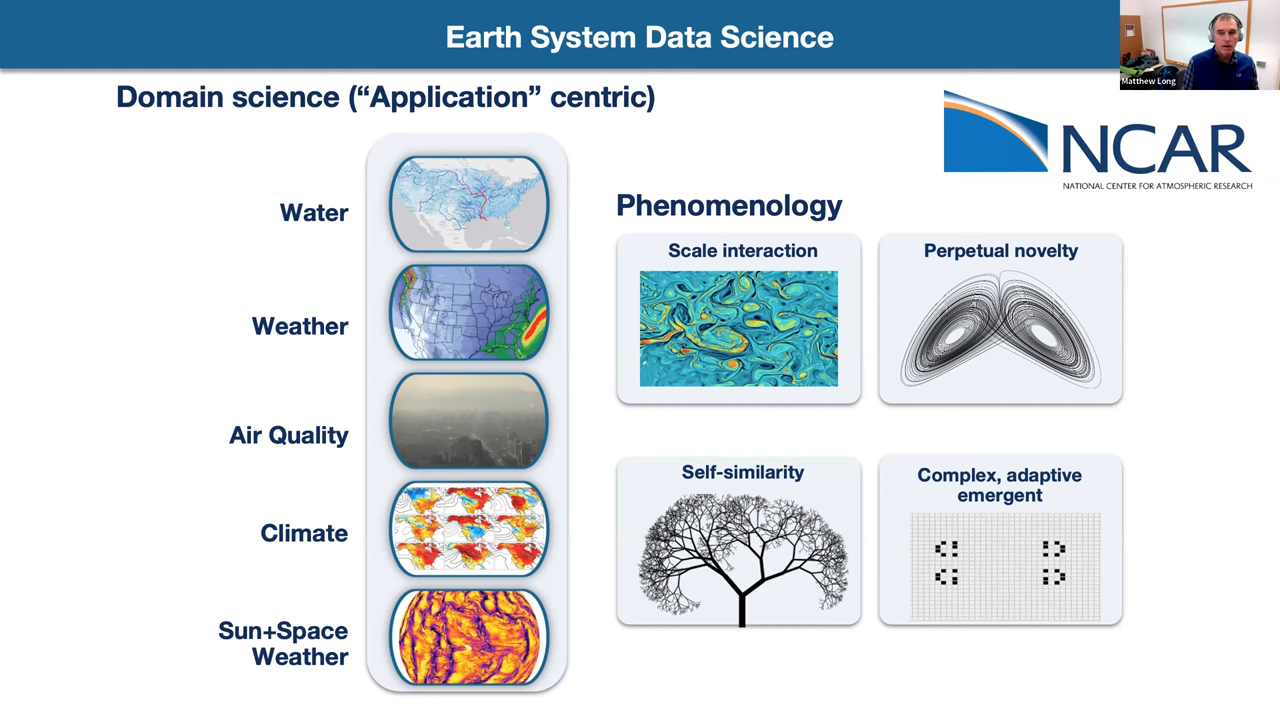 Earth System Data Science
Matthew Long
Domain science (“Application” centric)
NCAR
NATIONAL CENTER FOR ATMOSPHERIC RESEARCH
Water
Weather
Air Quality
Climate
Sun+Space
Weather
Phenomenology
Scale interaction
Perpetual novelty
Self-similarity
Complex, adaptive
emergent